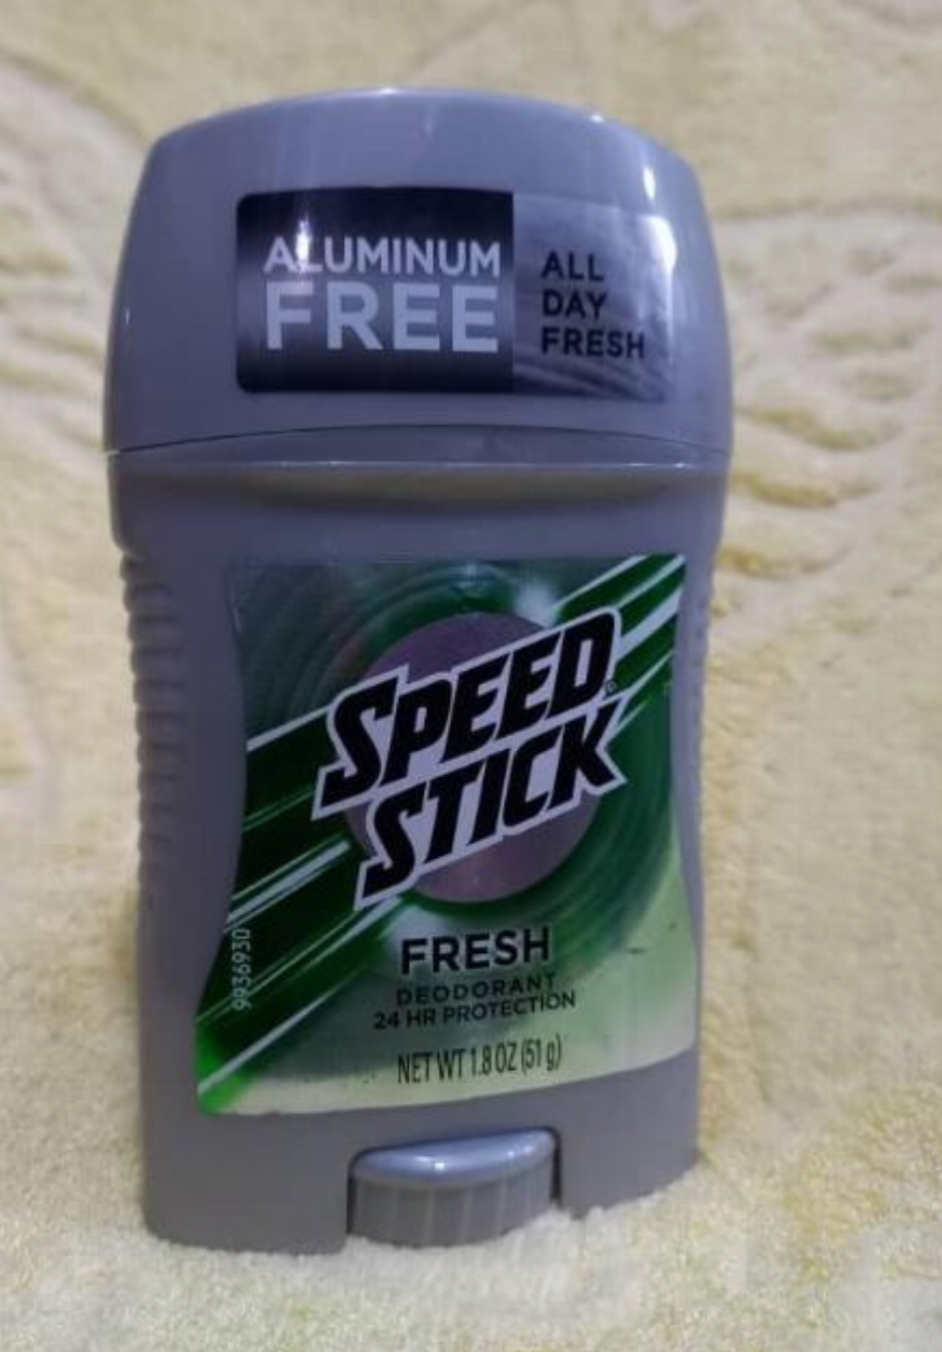 ALUMINUM
FREE
ALL
DAY
FRESH
SPEED
STICK
®
FRESH
DEODORANT
24 HR PROTECTION
NET WT 1.8 OZ (51 g)
9936930